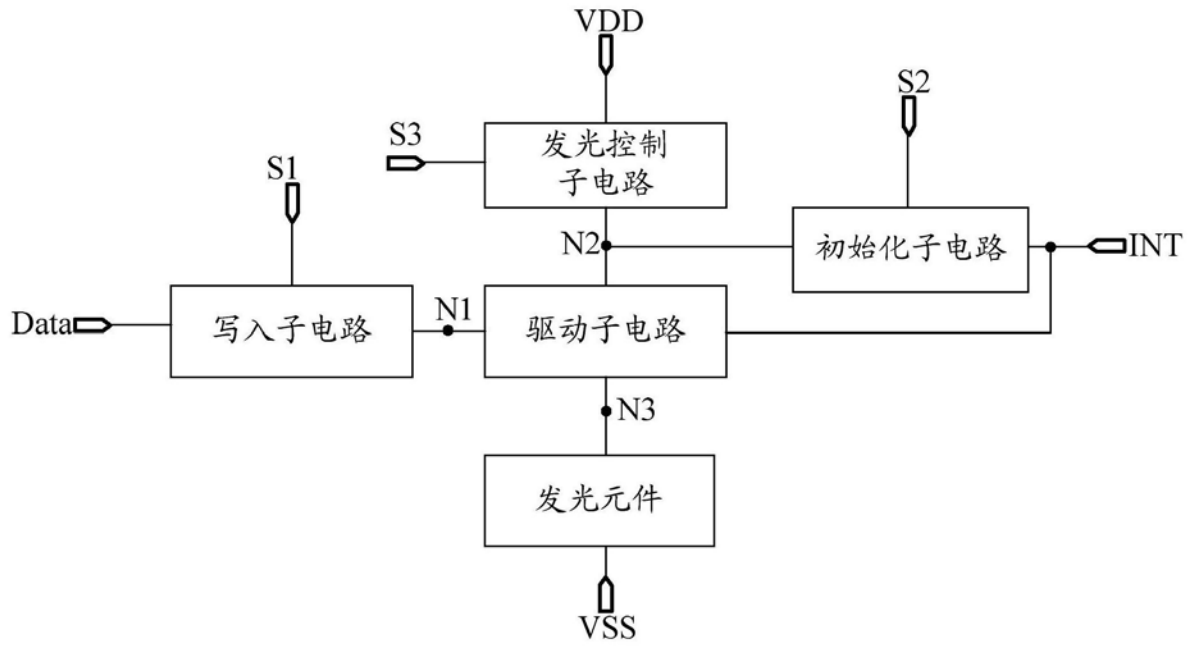 VDD
S2
S3
发光控制
子电路
S1
N2
初始化子电路
INT
Data
写入子电路
N1
驱动子电路
N3
发光元件
VSS